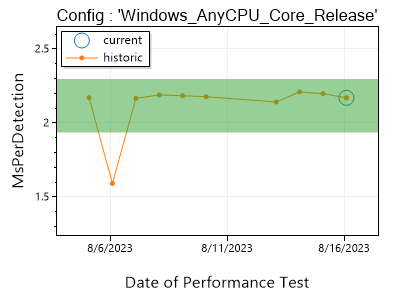 Config : 'Windows_AnyCPU_Core_Release'
current
historic
2.5
2
1.5
MsPerDetection
8/6/2023
8/11/2023
8/16/2023
Date of Performance Test